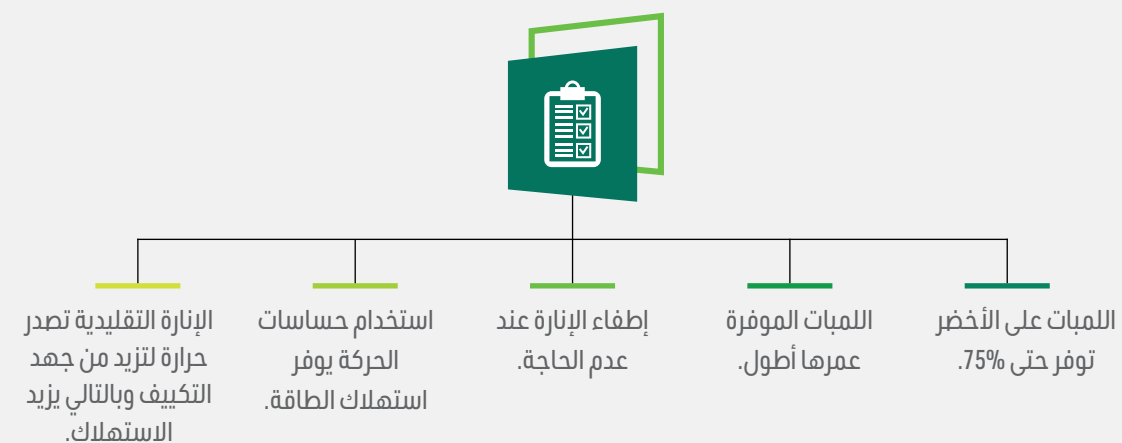 اللمبات على الأخضر
توفر حتى 75%.
اللمبات الموفرة
عمرها أطول.
إطفاء الإنارة عند
عدم الحاجة.
استخدام حساسات
الحركة يوفر
استهلاك الطاقة.
الإنارة التقليدية تصدر
حرارة لتزيد من جهد
التكييف وبالتالي يزيد
الاستهلاك.